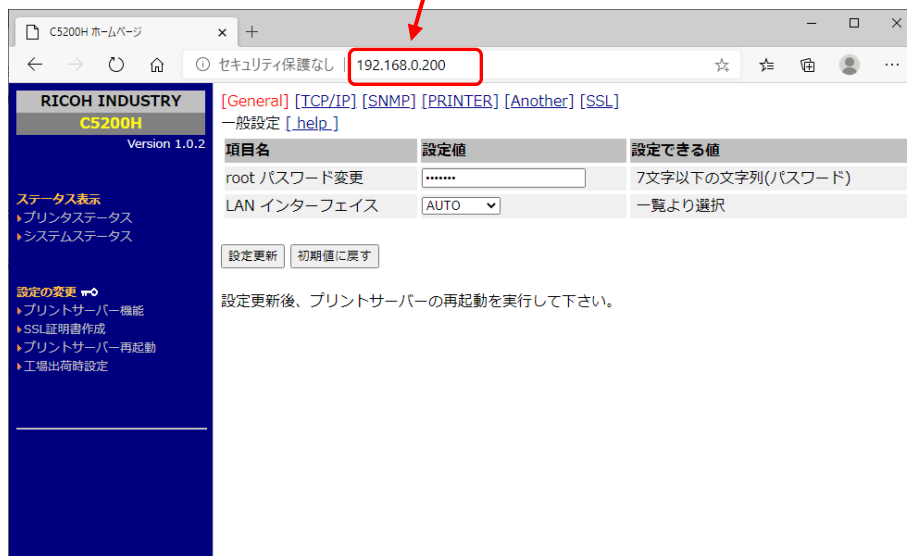 C5200H ホームページ
セキュリティ保護なし | 192.168.0.200
RICOH INDUSTRY
C5200H
Version 1.0.2
ステータス表示
プリンタステータス
システムステータス
設定の変更
プリントサーバー機能
SSL証明書作成
プリントサーバー再起動
工場出荷時設定
[General] [TCP/IP] [SNMP] [PRINTER] [Another] [SSL]
一般設定 [ help ]
項目名 設定値 設定できる値
root パスワード変更 ••••••• 7文字以下の文字列(パスワード)
LAN インターフェイス AUTO 一覧より選択
設定更新 初期値に戻す
設定更新後、プリントサーバーの再起動を実行して下さい。